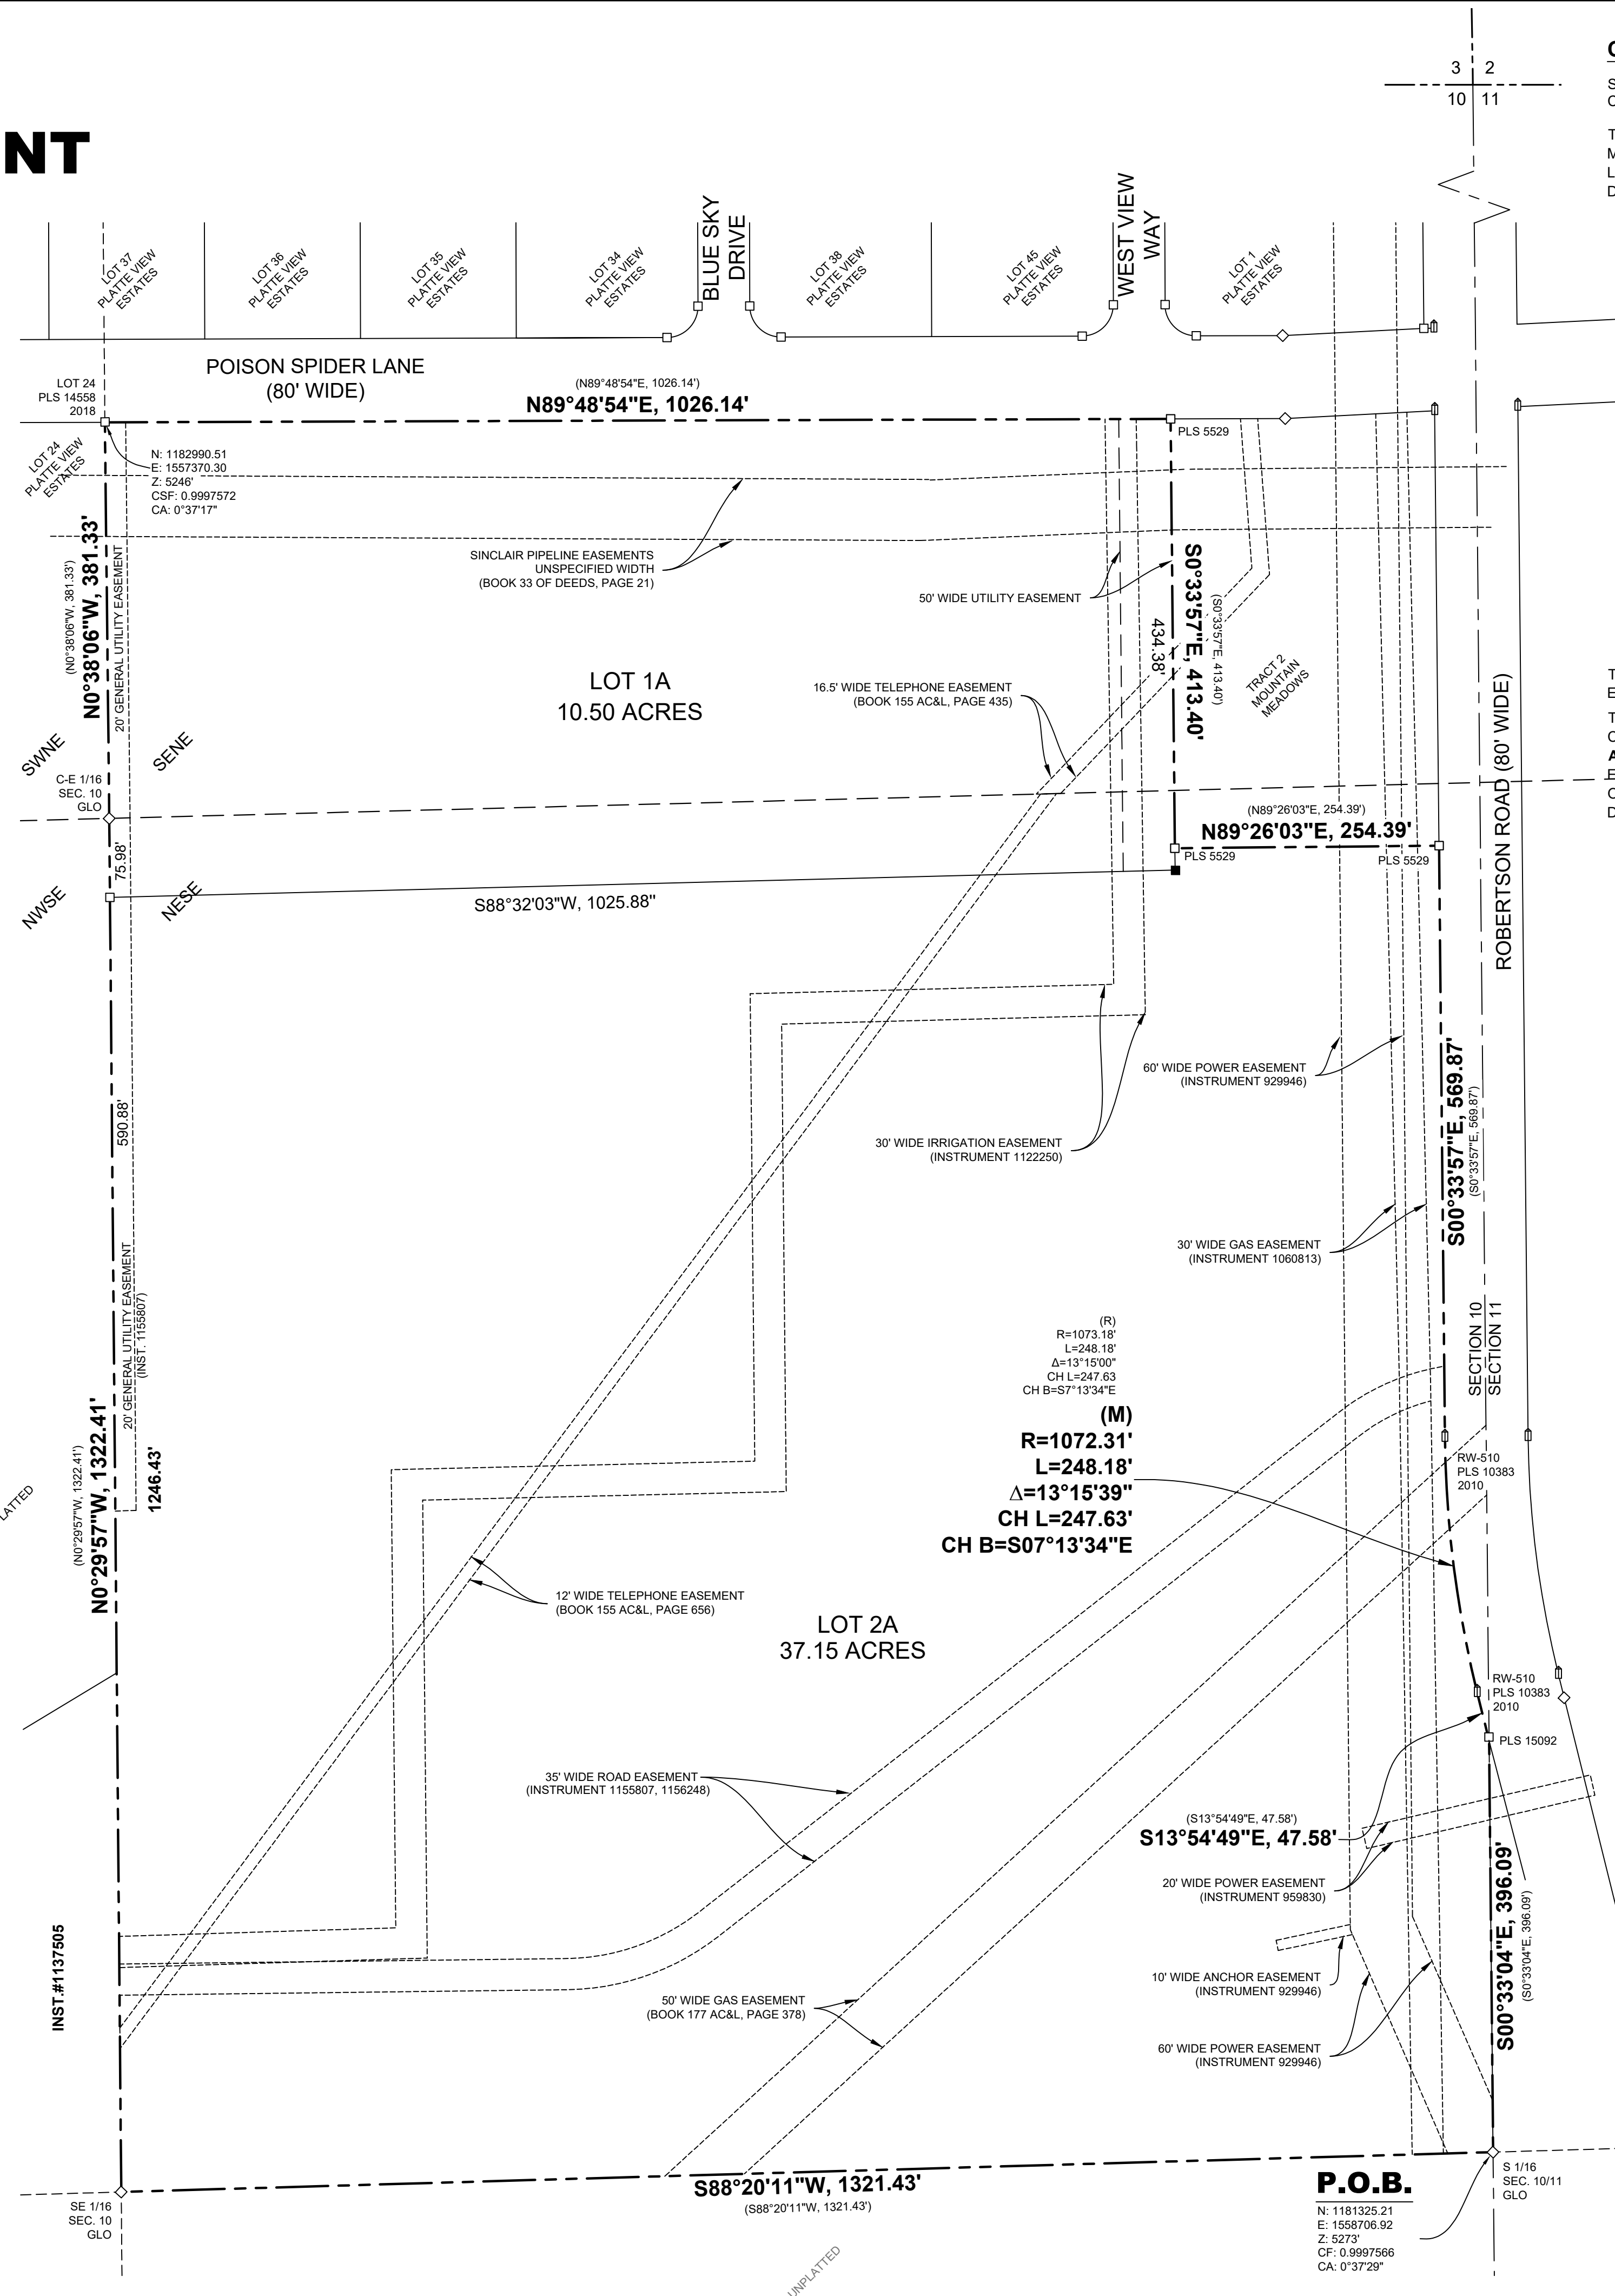 NT
3 2
10 11
LOT 37
PLATTE VIEW
ESTATES
LOT 36
PLATTE VIEW
ESTATES
LOT 35
PLATTE VIEW
ESTATES
LOT 34
PLATTE VIEW
ESTATES
BLUE SKY
DRIVE
LOT 38
PLATTE VIEW
ESTATES
LOT 45
PLATTE VIEW
ESTATES
WEST VIEW
WAY
LOT 1
PLATTE VIEW
ESTATES
POISON SPIDER LANE
(80' WIDE)
(N89°48'54"E, 1026.14')
N89°48'54"E, 1026.14'
LOT 24
PLS 14558
2018
LOT 24
PLATTE VIEW
ESTATES
N: 1182990.51
E: 1557370.30
Z: 5246'
CSF: 0.9997572
CA: 0°37'17"
PLS 5529
(N0°38'06"W, 381.33')
N0°38'06"W, 381.33'
20' GENERAL UTILITY EASEMENT
SINCLAIR PIPELINE EASEMENTS
UNSPECIFIED WIDTH
(BOOK 33 OF DEEDS, PAGE 21)
50' WIDE UTILITY EASEMENT
434.38'
S0°33'57"E, 413.40'
(S0°33'57"E, 413.40')
TRACT 2
MOUNTAIN
MEADOWS
LOT 1A
10.50 ACRES
16.5' WIDE TELEPHONE EASEMENT
(BOOK 155 AC&L, PAGE 435)
SWNE
SENE
C-E 1/16
SEC. 10
GLO
ROBERTSON ROAD (80' WIDE)
(N89°26'03"E, 254.39')
N89°26'03"E, 254.39'
PLS 5529
PLS 5529
75.98'
NWSE
NESE
S88°32'03"W, 1025.88"
60' WIDE POWER EASEMENT
(INSTRUMENT 929946)
590.88'
30' WIDE IRRIGATION EASEMENT
(INSTRUMENT 1122250)
S00°33'57"E, 569.87'
(S0°33'57"E, 569.87')
30' WIDE GAS EASEMENT
(INSTRUMENT 1060813)
20' GENERAL UTILITY EASEMENT
(INST. 1155807)
SECTION 10
SECTION 11
(R)
R=1073.18'
L=248.18'
Δ=13°15'00"
CH L=247.63
CH B=S7°13'34"E
(M)
R=1072.31'
L=248.18'
Δ=13°15'39"
CH L=247.63'
CH B=S07°13'34"E
RW-510
PLS 10383
2010
(N0°29'57"W, 1322.41')
N0°29'57"W, 1322.41'
1246.43'
LATTED
12' WIDE TELEPHONE EASEMENT
(BOOK 155 AC&L, PAGE 656)
LOT 2A
37.15 ACRES
RW-510
PLS 10383
2010
PLS 15092
35' WIDE ROAD EASEMENT
(INSTRUMENT 1155807, 1156248)
(S13°54'49"E, 47.58')
S13°54'49"E, 47.58'
20' WIDE POWER EASEMENT
(INSTRUMENT 959830)
S00°33'04"E, 396.09'
(S0°33'04"E, 396.09')
INST.#1137505
10' WIDE ANCHOR EASEMENT
(INSTRUMENT 929946)
50' WIDE GAS EASEMENT
(BOOK 177 AC&L, PAGE 378)
60' WIDE POWER EASEMENT
(INSTRUMENT 929946)
S88°20'11"W, 1321.43'
(S88°20'11"W, 1321.43')
SE 1/16
SEC. 10
GLO
P.O.B.
N: 1181325.21
E: 1558706.92
Z: 5273'
CF: 0.9997566
CA: 0°37'29"
S 1/16
SEC. 10/11
GLO
UNPLATTED